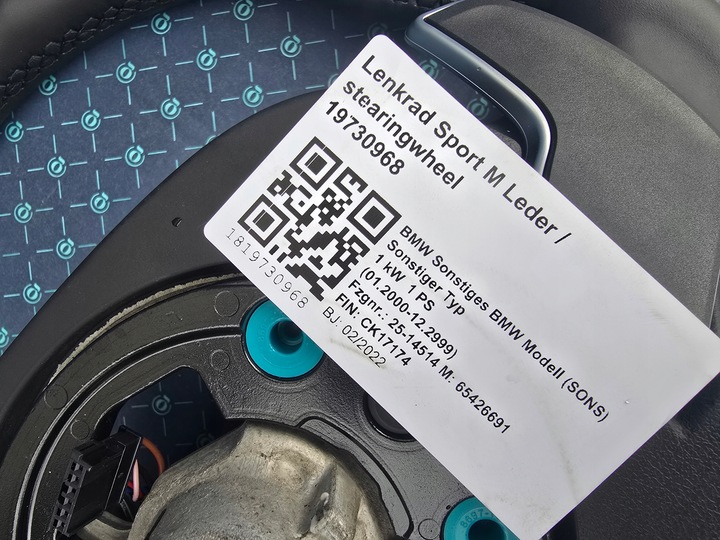 Lenkrad Sport M Leder /
stearingwheel
19730968
1819730968
BMW Sonstiges BMW Modell (SONS)
Sonstiger Typ
1 kW 1 PS
(01.2000-12.2999)
Fzgnr.: 25-14514 M: 65426691
FIN: CK17174
BJ: 02/2022